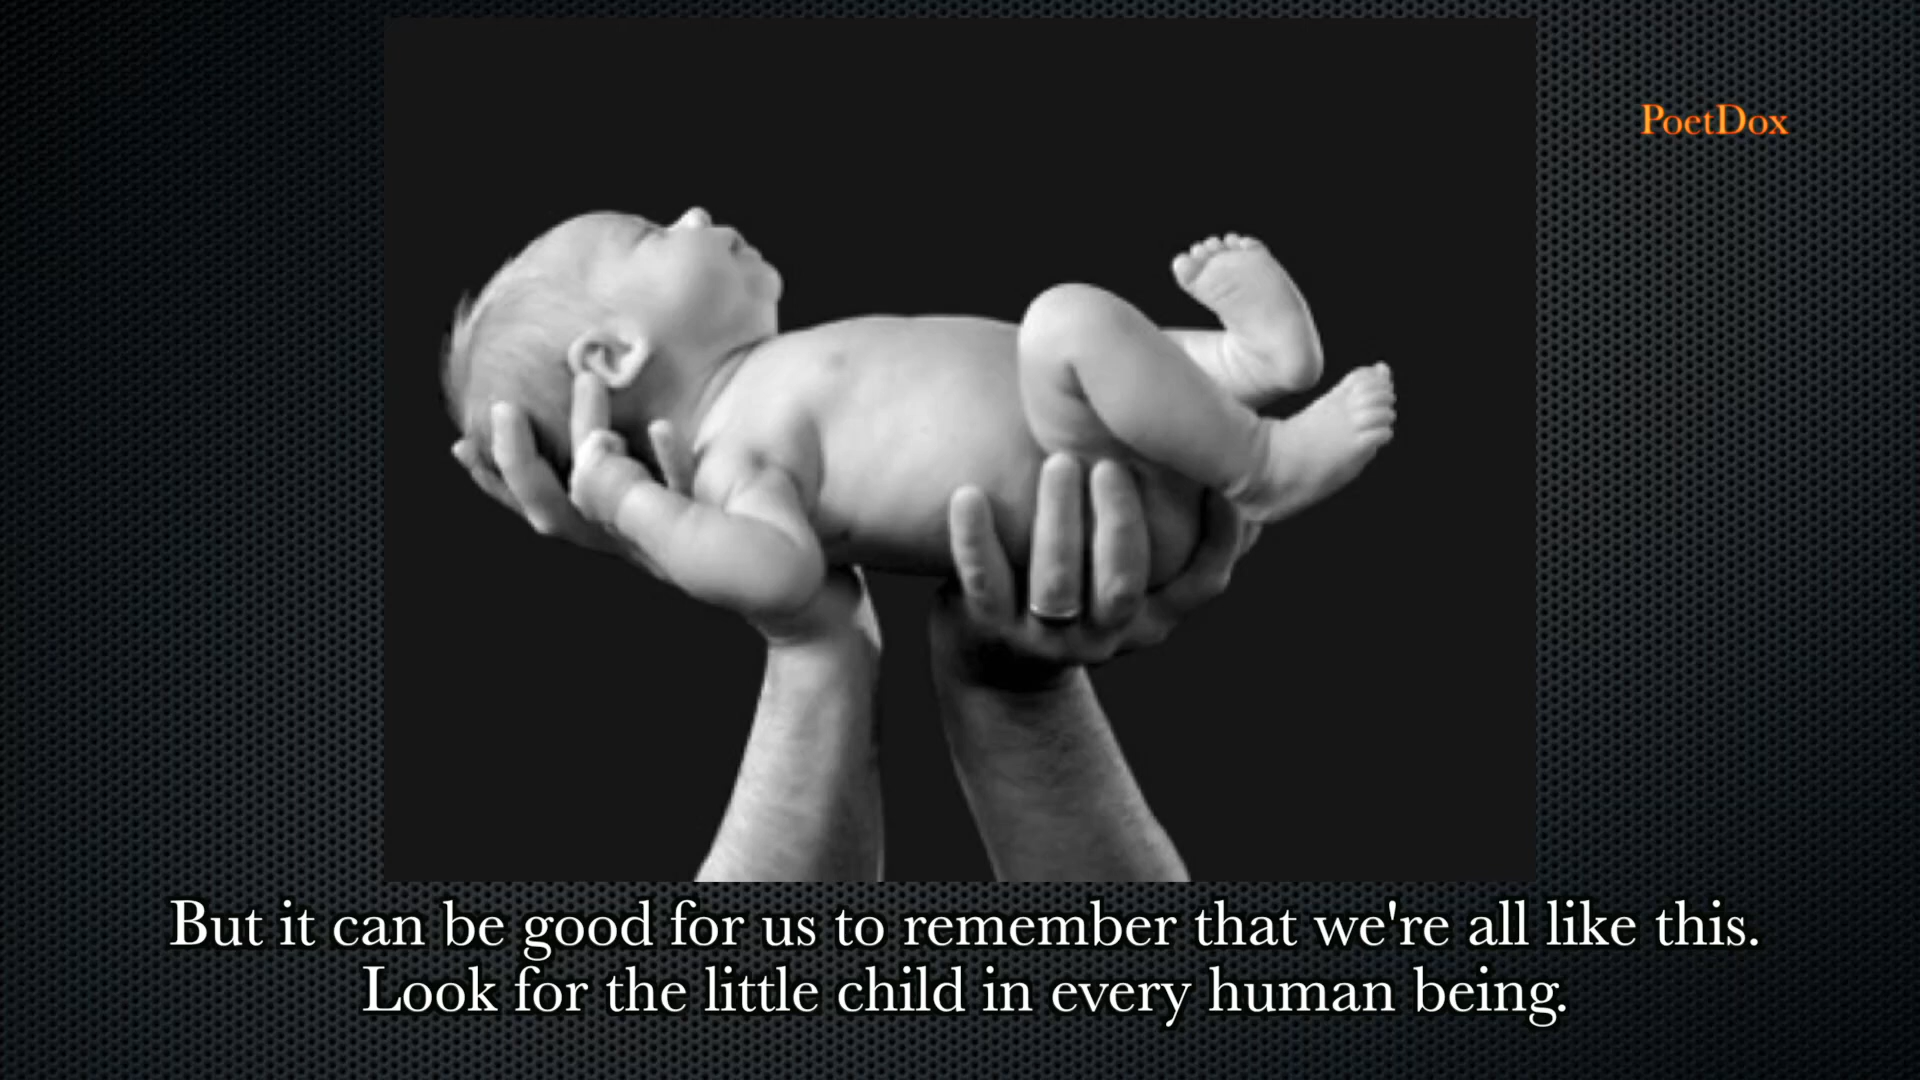 PoetDox
But it can be good for us to remember that we're all like this.
Look for the little child in every human being.